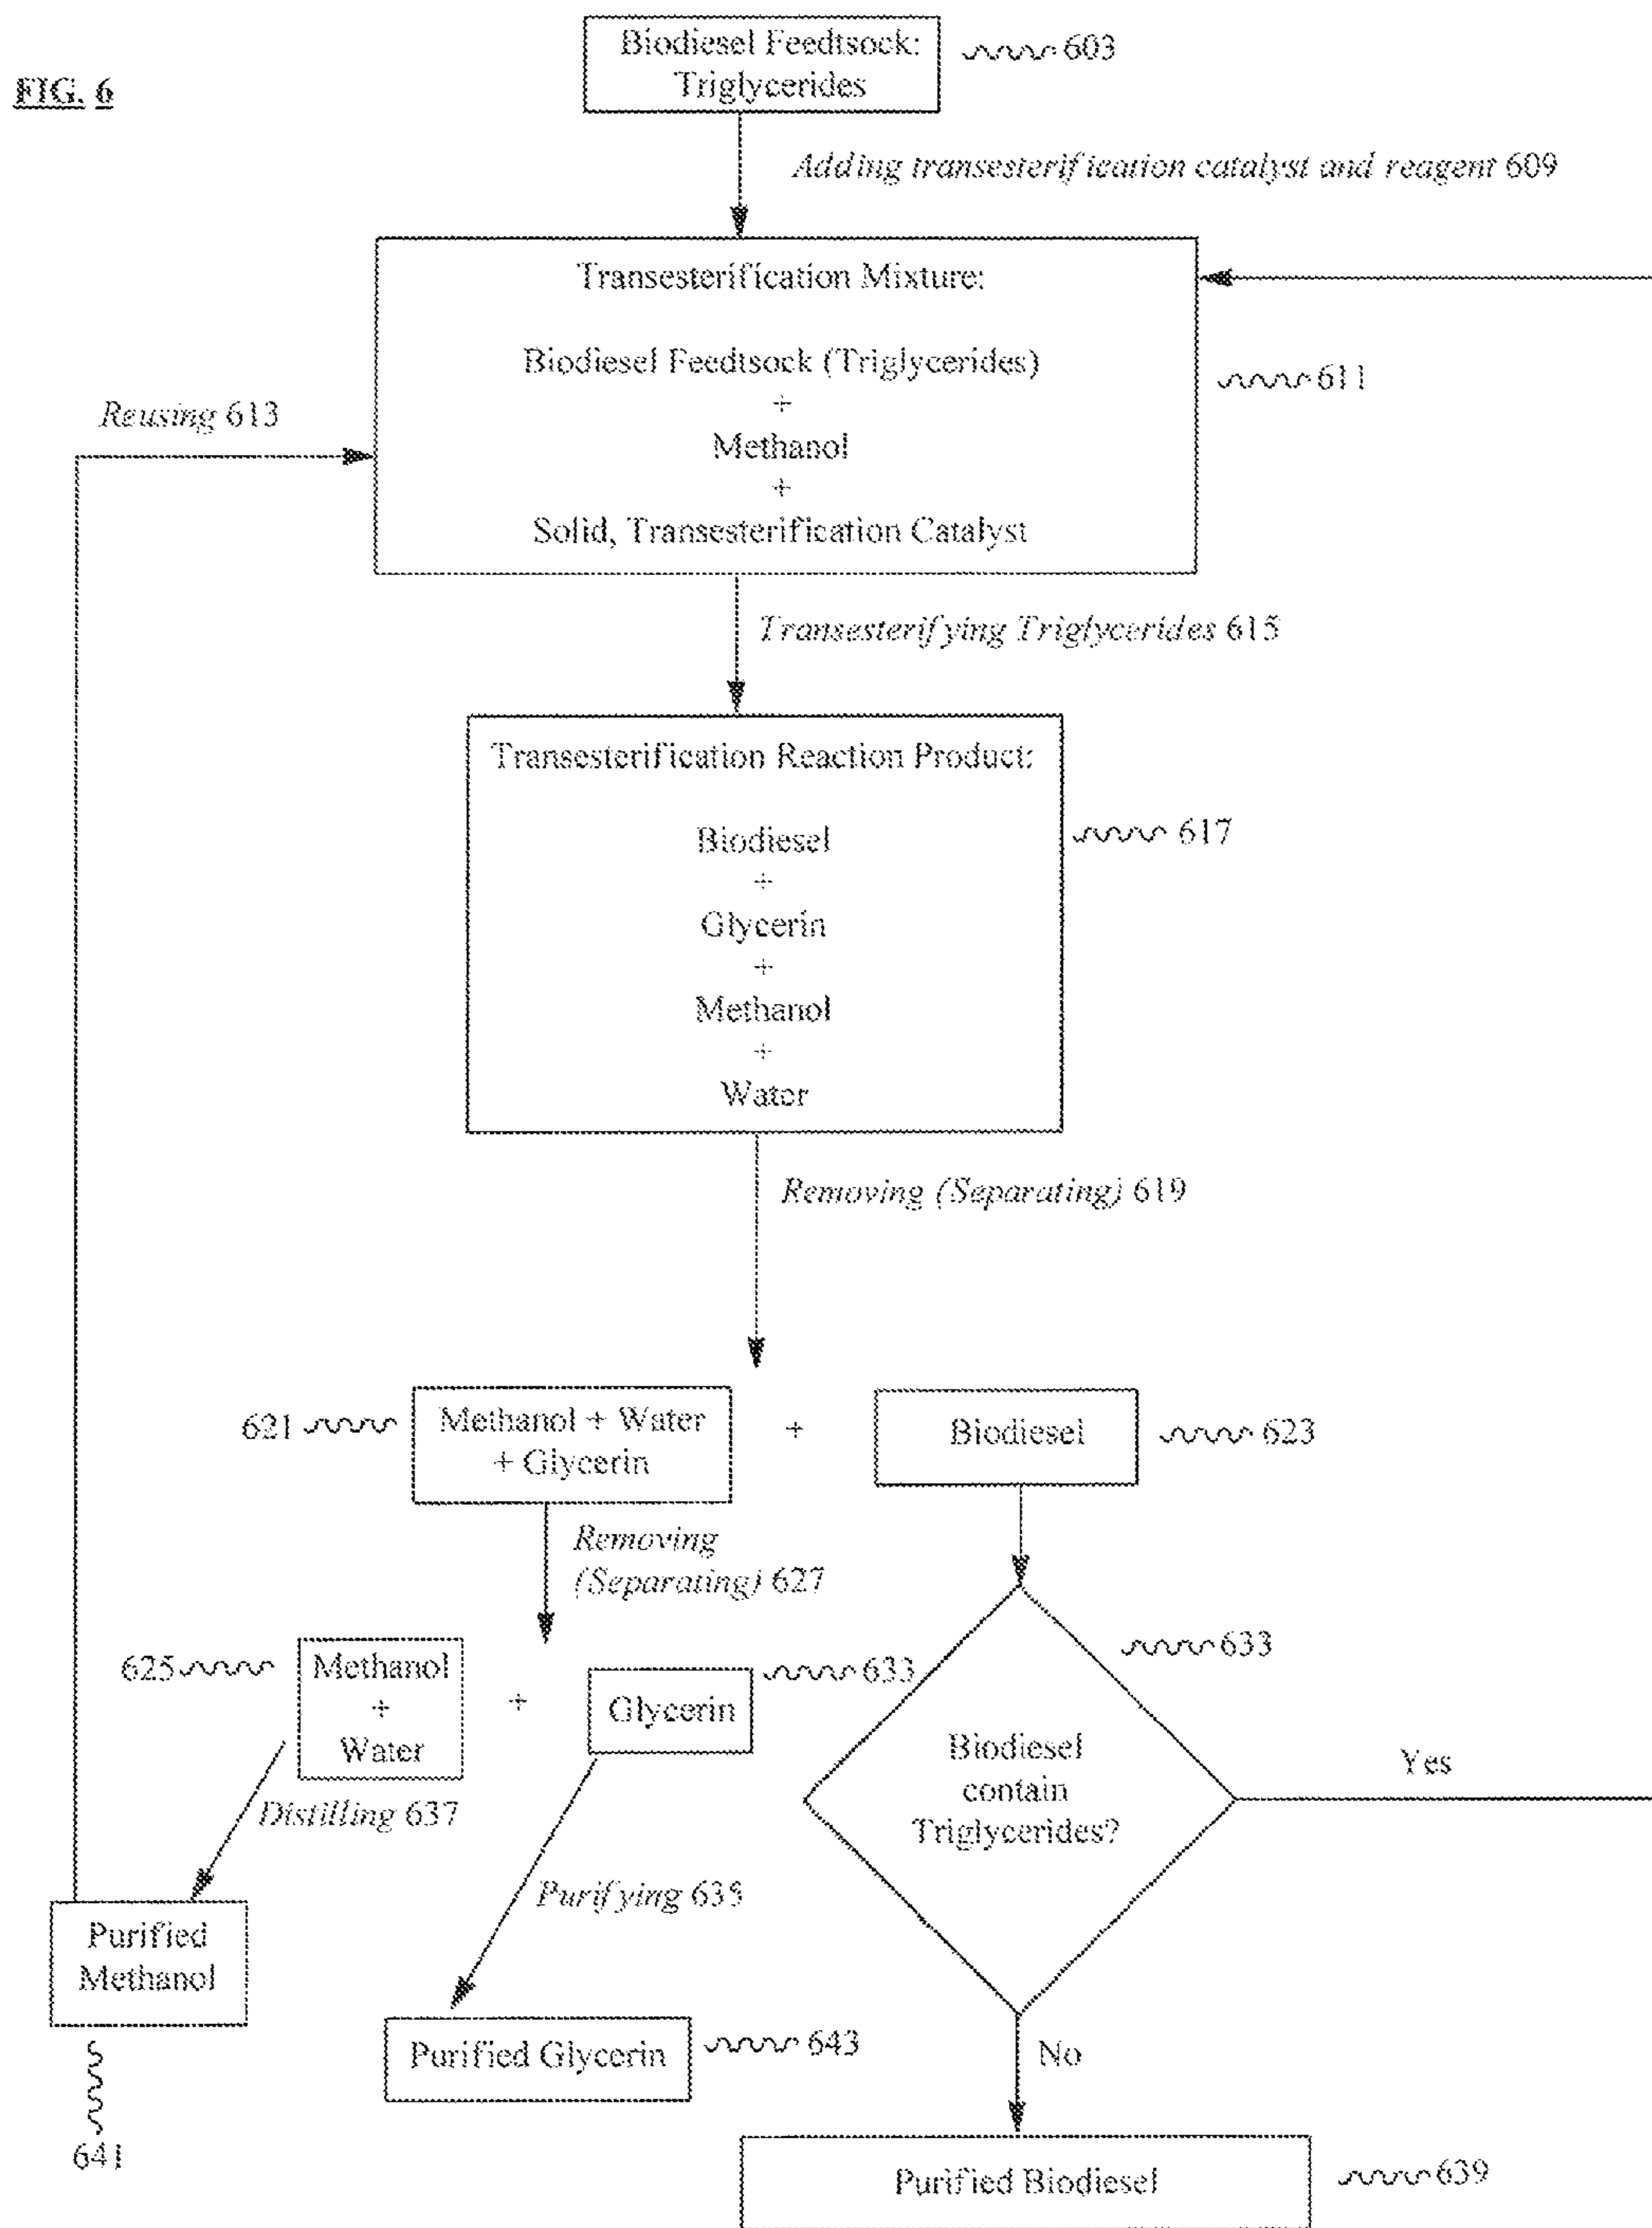 FIG. 6
Biodiesel Feedtsock:
Triglycerides
603
Adding transesterification catalyst and reagent 609
Transesterification Mixture:
Biodiesel Feedtsock (Triglycerides)
+
Methanol
+
Solid, Transesterification Catalyst
611
Reusing 613
Transesterifying Triglycerides 615
Transesterification Reaction Product:
Biodiesel
+
Glycerin
+
Methanol
+
Water
617
Removing (Separating) 619
621
Methanol + Water
+ Glycerin
+
Biodiesel
623
Removing
(Separating) 627
625
Methanol
+
Water
+
Glycerin
633
633
Biodiesel
contain
Triglycerides?
Yes
Distilling 637
Purifying 635
Purified
Methanol
641
Purified Glycerin
643
No
Purified Biodiesel
639